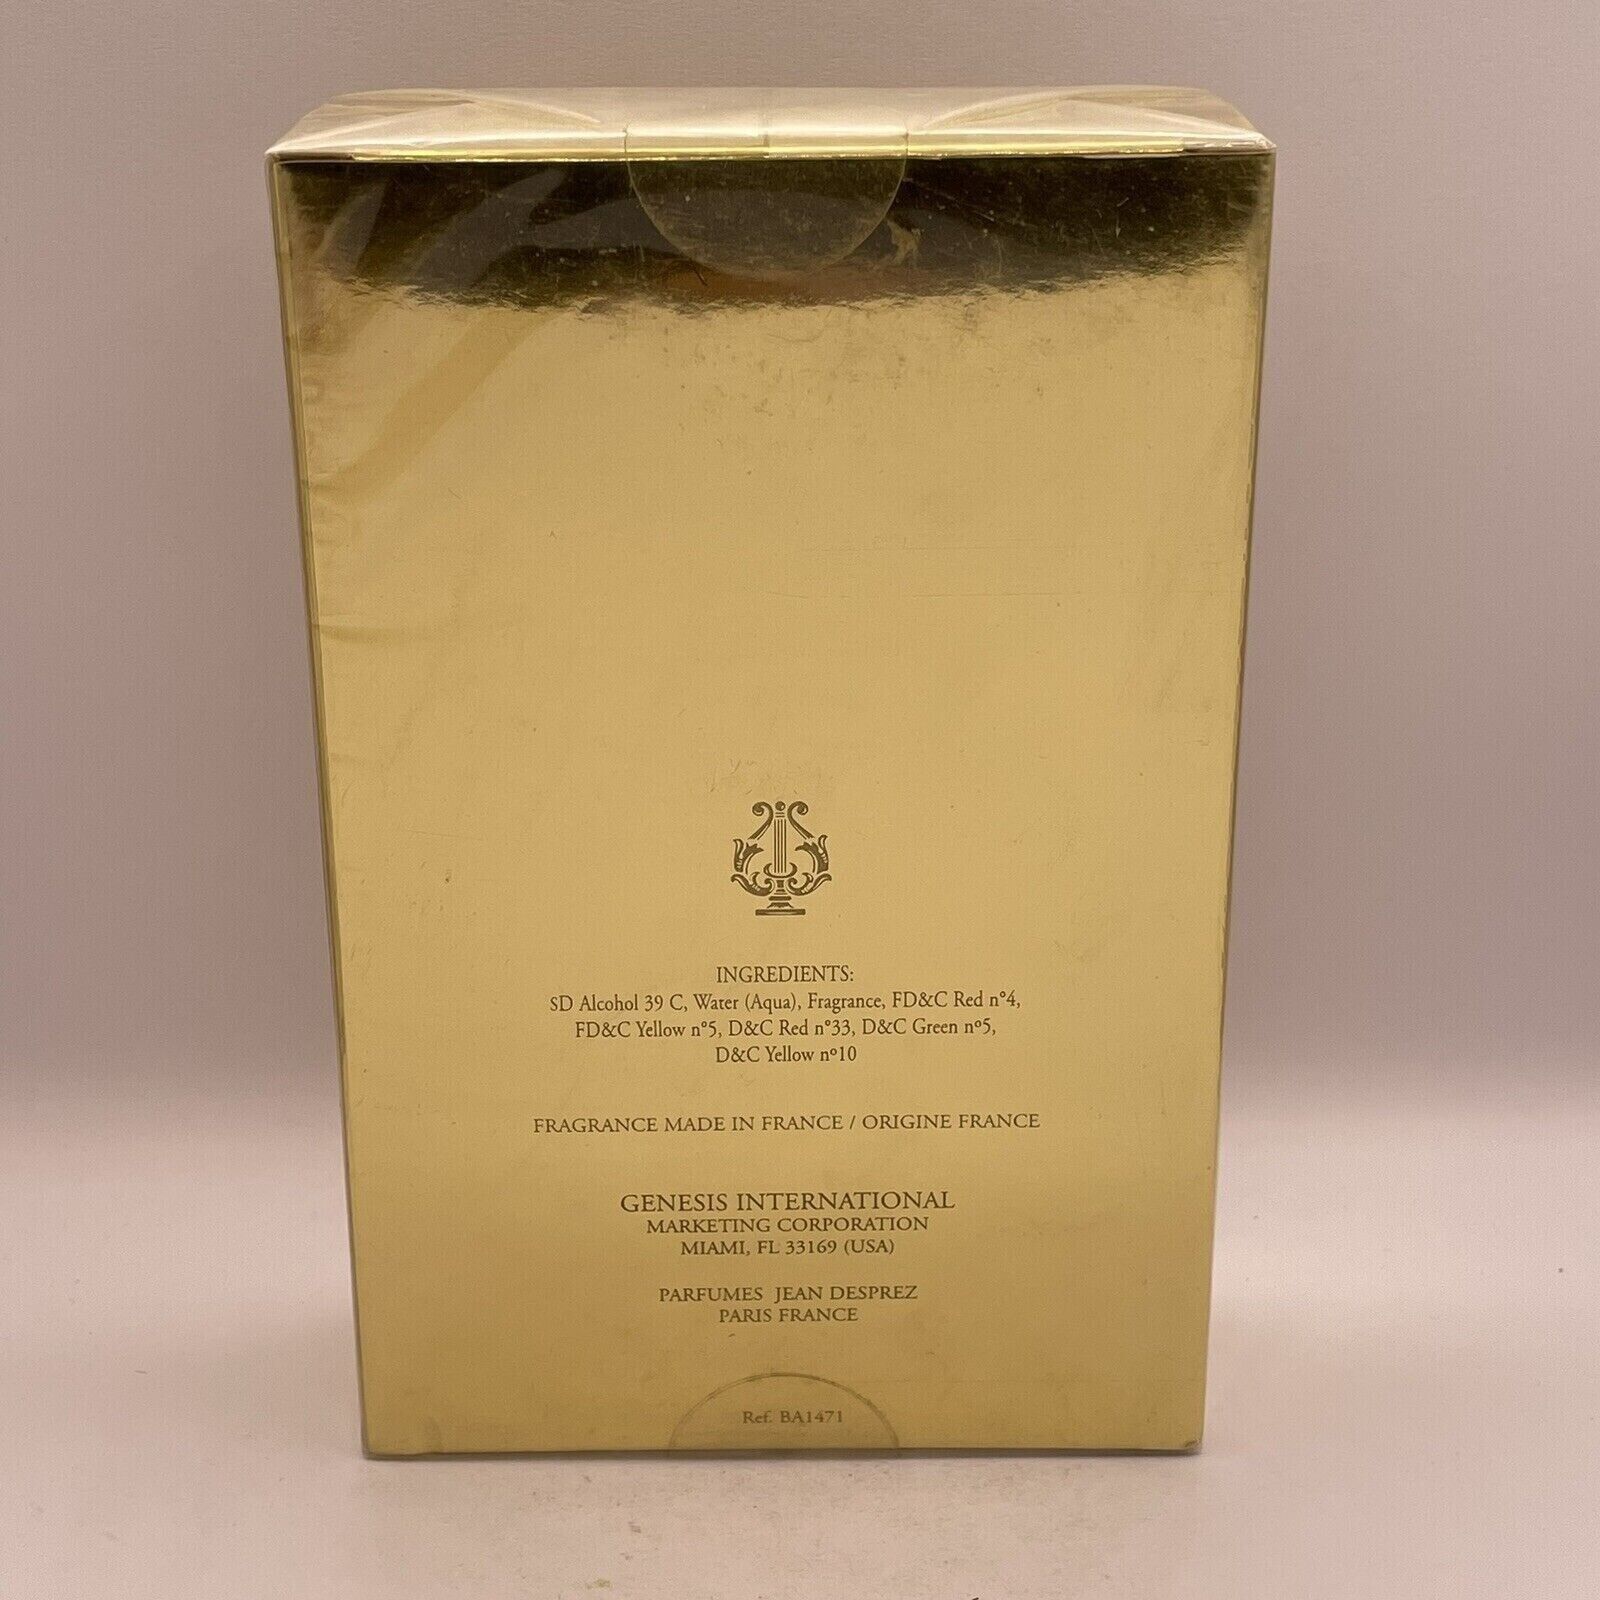 INGREDIENTS:
SD Alcohol 39 C, Water (Aqua), Fragrance, FD&C Red n°4,
FD&C Yellow n°5, D&C Red n°33, D&C Green nº5,
D&C Yellow nº10
FRAGRANCE MADE IN FRANCE / ORIGINE FRANCE
GENESIS INTERNATIONAL
MARKETING CORPORATION
MIAMI, FL 33169 (USA)
PARFUMES JEAN DESPREZ
PARIS FRANCE
Ref. BA1471